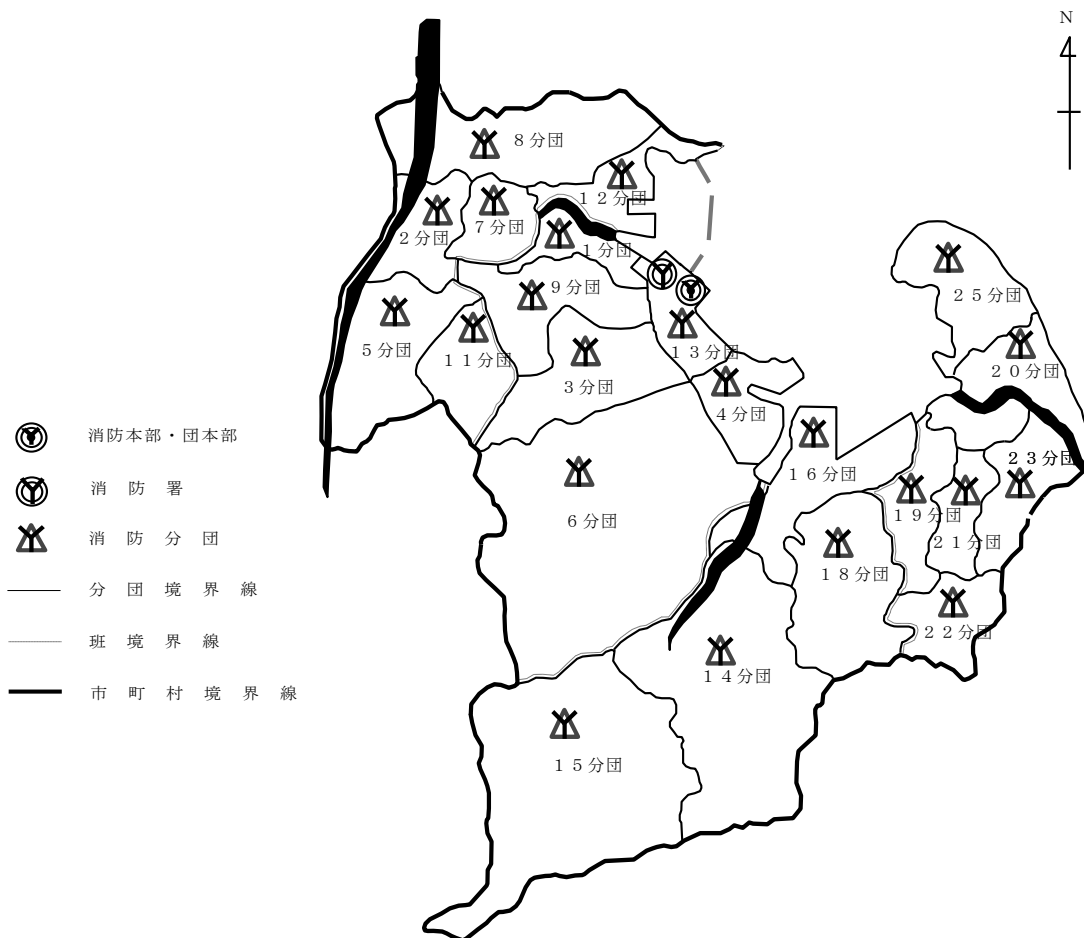 N
８分団
１２分団
７分団
２分団
１分団
９分団
２５分団
５分団
１１分団
３分団
１３分団
２０分団
４分団
消防本部・団本部
２３分団
１６分団
消　防　署
６分団
１９分団
消　防　分　団
２１分団
１８分団
分　団　境　界　線
班　境　界　線
２２分団
１４分団
市　町　村　境　界　線
１５分団